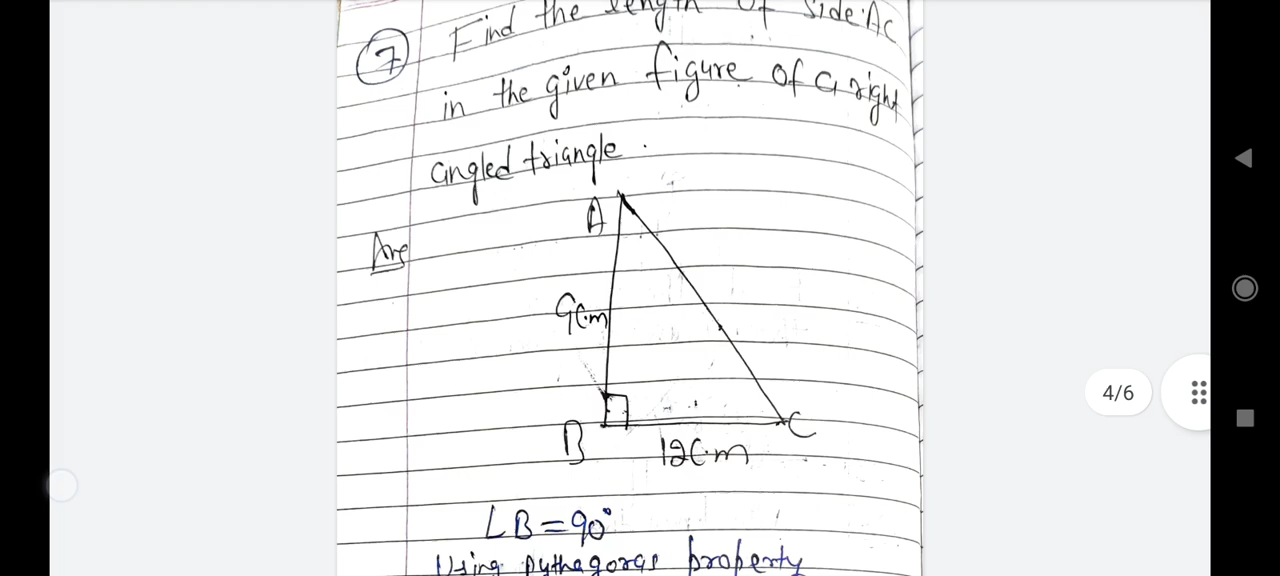 7 Find the length of side AC
in the given figure of a right
angled triangle.
A
Ans
9cm
B
C
12cm
∠B=90°
Using pythagoras property
4/6